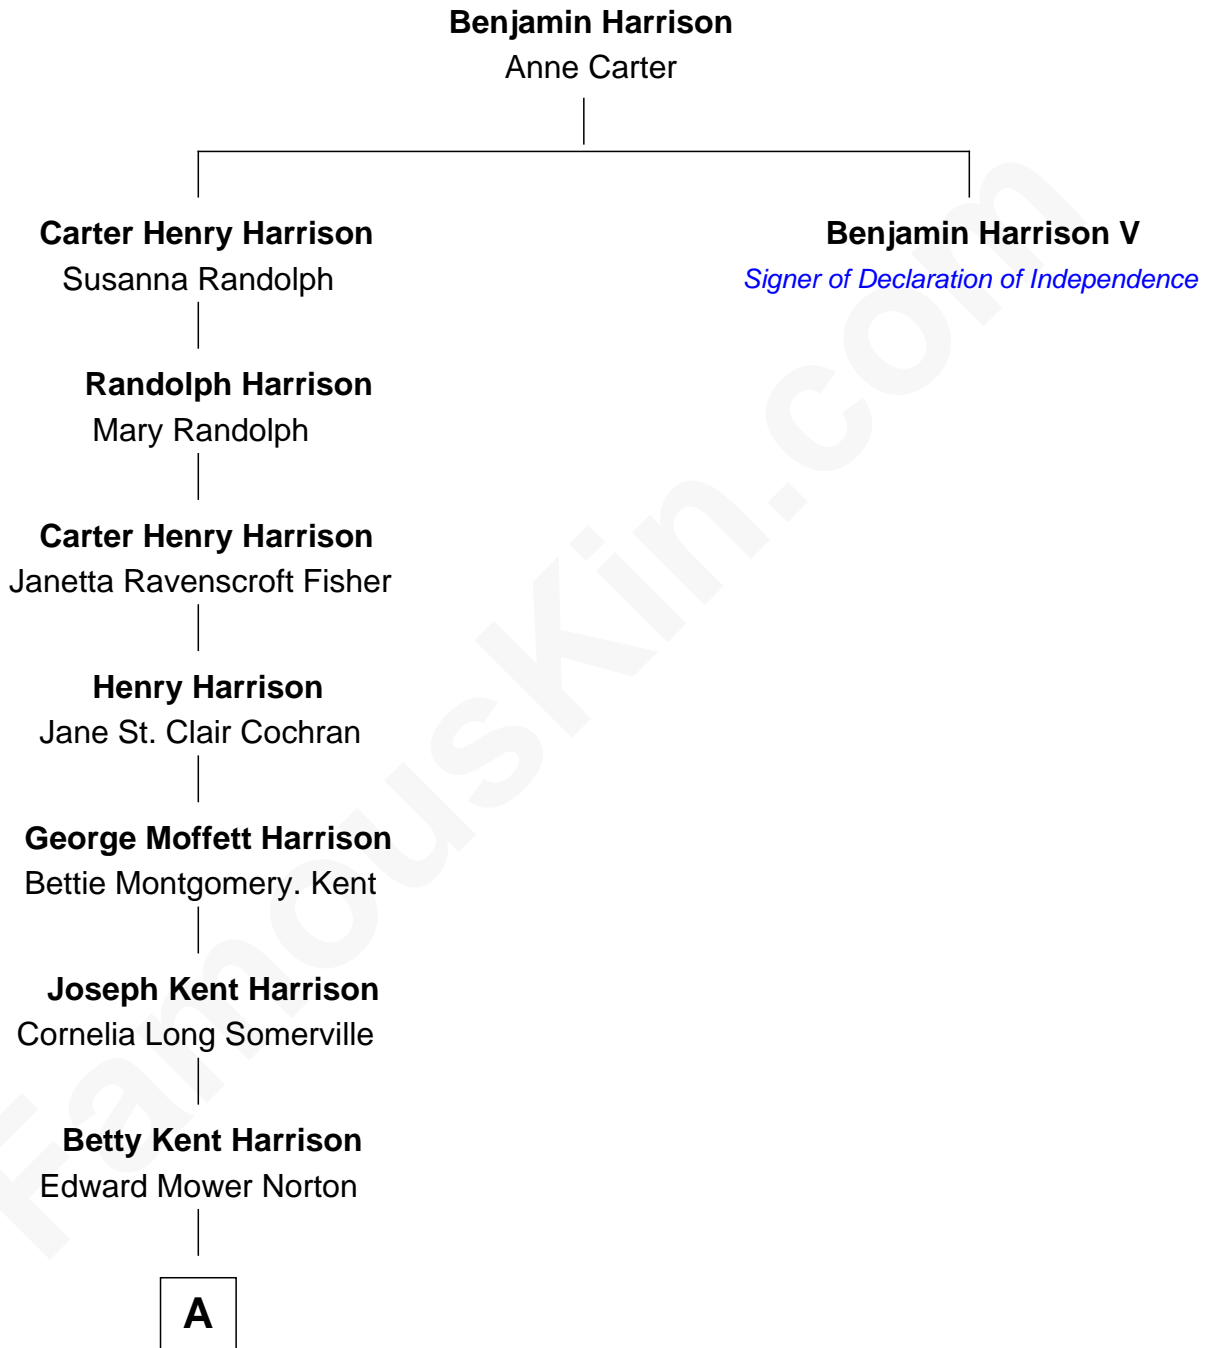 Benjamin Harrison
Anne Carter
Carter Henry Harrison
Susanna Randolph
Benjamin Harrison V
Signer of Declaration of Independence
Randolph Harrison
Mary Randolph
Carter Henry Harrison
Janetta Ravenscroft Fisher
Henry Harrison
Jane St. Clair Cochran
George Moffett Harrison
Bettie Montgomery. Kent
Joseph Kent Harrison
Cornelia Long Somerville
Betty Kent Harrison
Edward Mower Norton
A
FamousKin.com